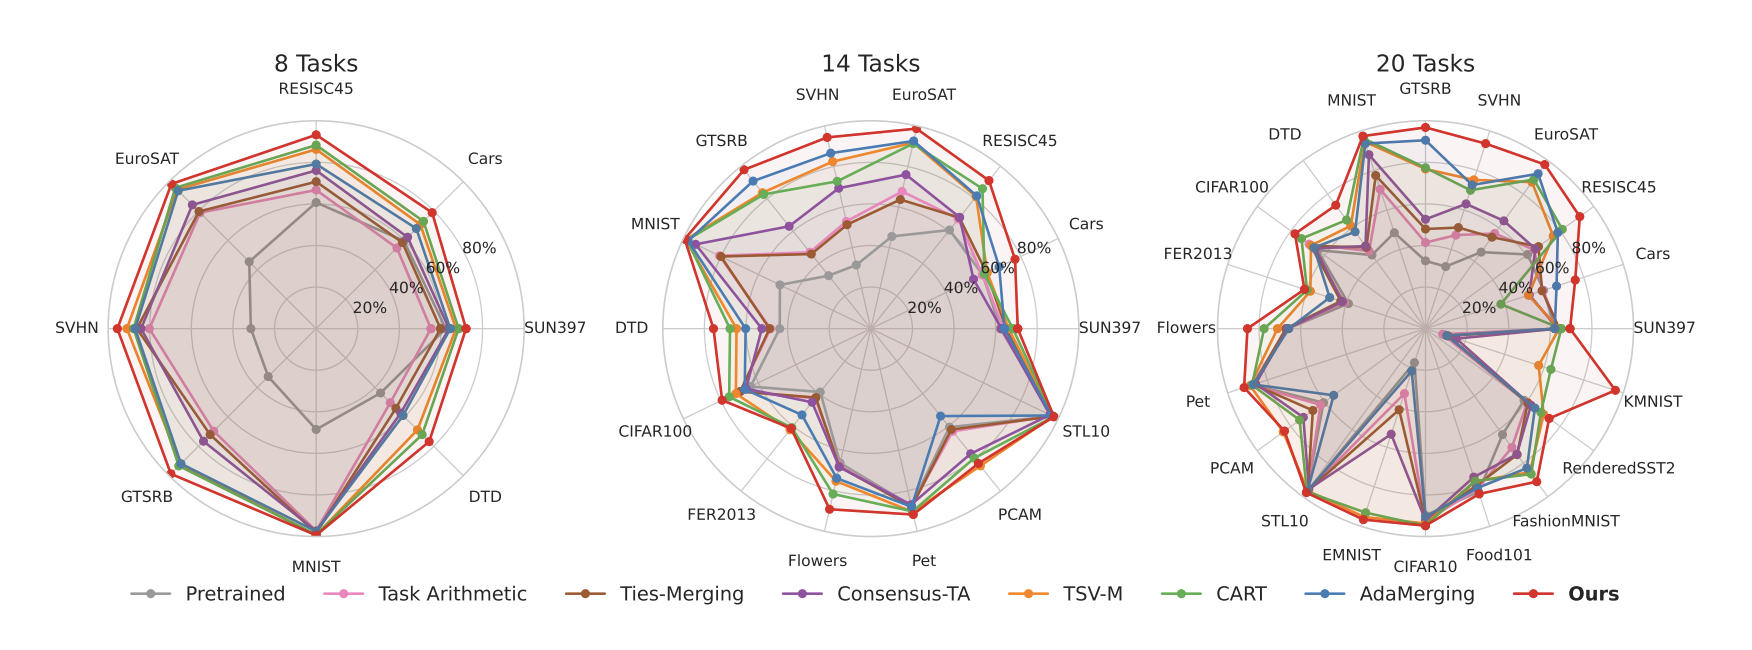 8 Tasks
RESISC45
EuroSAT
Cars
80%
60%
40%
20%
SVHN
SUN397
GTSRB
DTD
MNIST
14 Tasks
SVHN
EuroSAT
GTSRB
RESISC45
MNIST
Cars
80%
60%
40%
20%
DTD
SUN397
CIFAR100
STL10
FER2013
PCAM
Flowers
Pet
20 Tasks
GTSRB
MNIST
SVHN
DTD
EuroSAT
CIFAR100
RESISC45
FER2013
Cars
80%
60%
40%
20%
Flowers
SUN397
Pet
KMNIST
PCAM
RenderedSST2
STL10
FashionMNIST
EMNIST
Food101
CIFAR10
Pretrained
Task Arithmetic
Ties-Merging
Consensus-TA
TSV-M
CART
AdaMerging
Ours